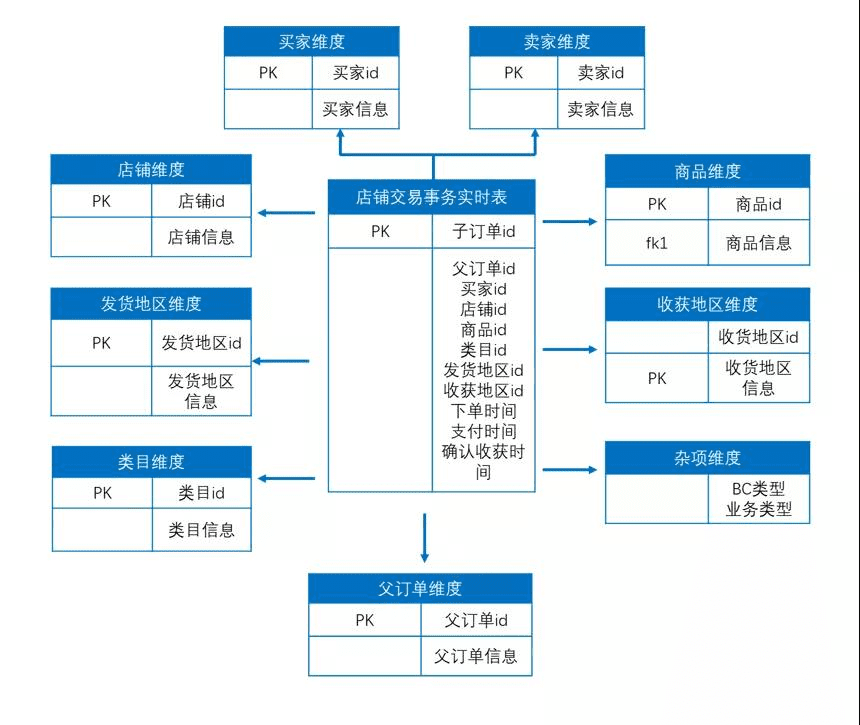 买家维度
PK 买家id
买家信息
卖家维度
PK 卖家id
卖家信息
店铺维度
PK 店铺id
店铺信息
店铺交易事务实时表
PK 子订单id
父订单id
买家id
店铺id
商品id
类目id
发货地区id
收获地区id
下单时间
支付时间
确认收获时
间
商品维度
PK 商品id
fk1 商品信息
发货地区维度
PK 发货地区id
发货地区
信息
收获地区维度
收货地区id
PK 收货地区
信息
类目维度
PK 类目id
类目信息
杂项维度
BC类型
业务类型
父订单维度
PK 父订单id
父订单信息